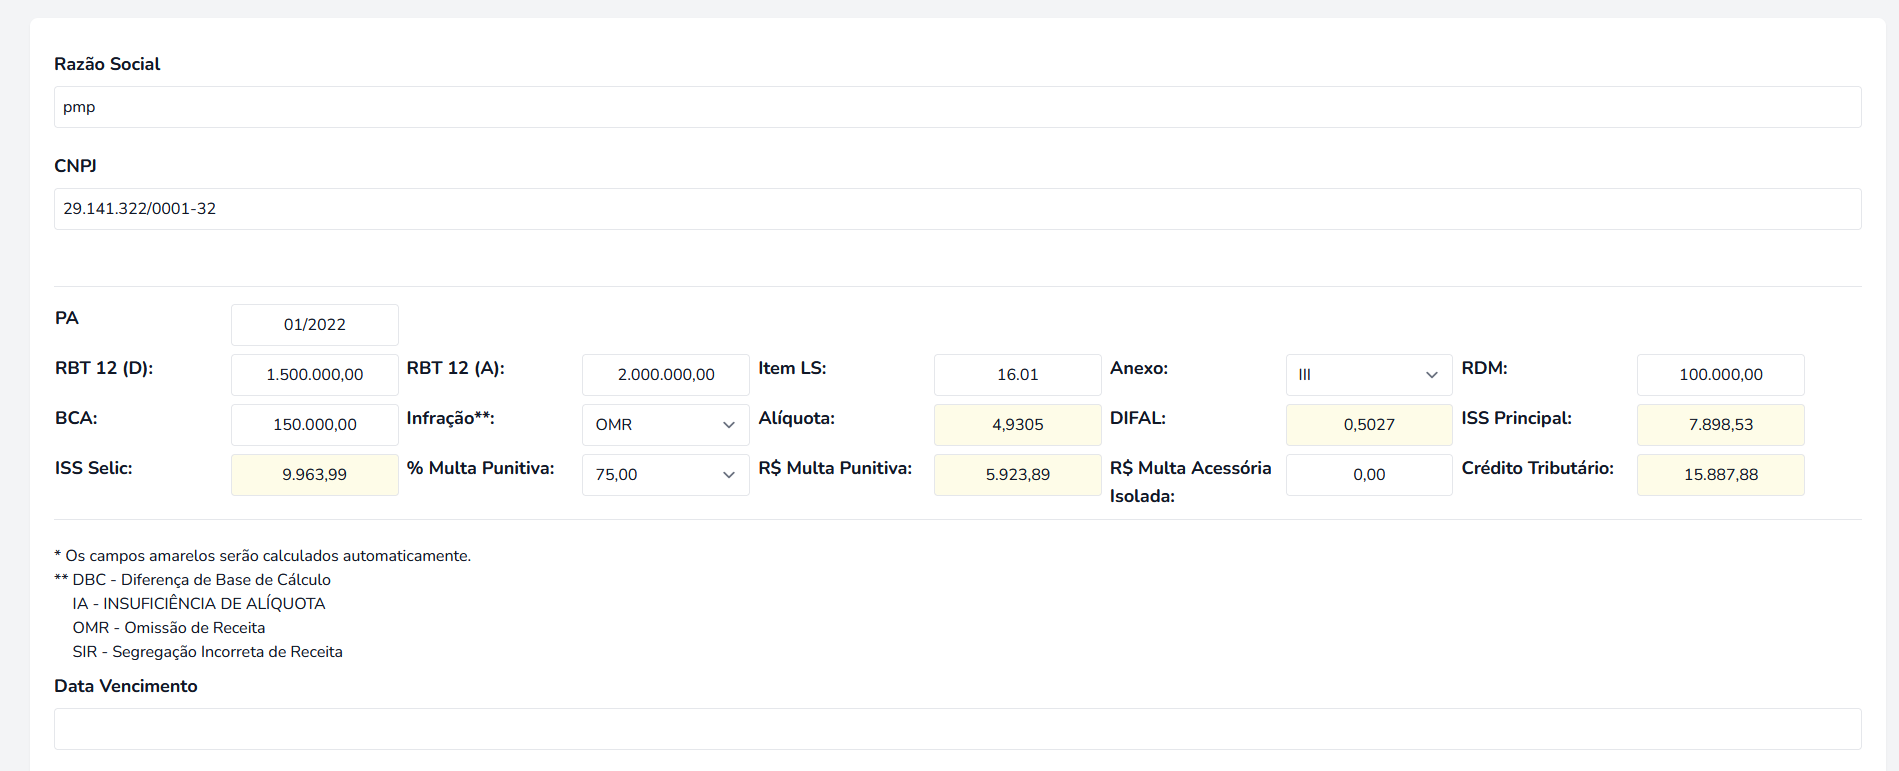 Razão Social
pmp
CNPJ
29.141.322/0001-32
PA 01/2022
RBT 12 (D): 1.500.000,00 RBT 12 (A): 2.000.000,00 Item LS: 16.01 Anexo: III RDM: 100.000,00
BCA: 150.000,00 Infração**: OMR Alíquota: 4,9305 DIFAL: 0,5027 ISS Principal: 7.898,53
ISS Selic: 9.963,99 % Multa Punitiva: 75,00 R$ Multa Punitiva: 5.923,89 R$ Multa Acessória Isolada: 0,00 Crédito Tributário: 15.887,88
* Os campos amarelos serão calculados automaticamente.
** DBC - Diferença de Base de Cálculo
IA - INSUFICIÊNCIA DE ALÍQUOTA
OMR - Omissão de Receita
SIR - Segregação Incorreta de Receita
Data Vencimento